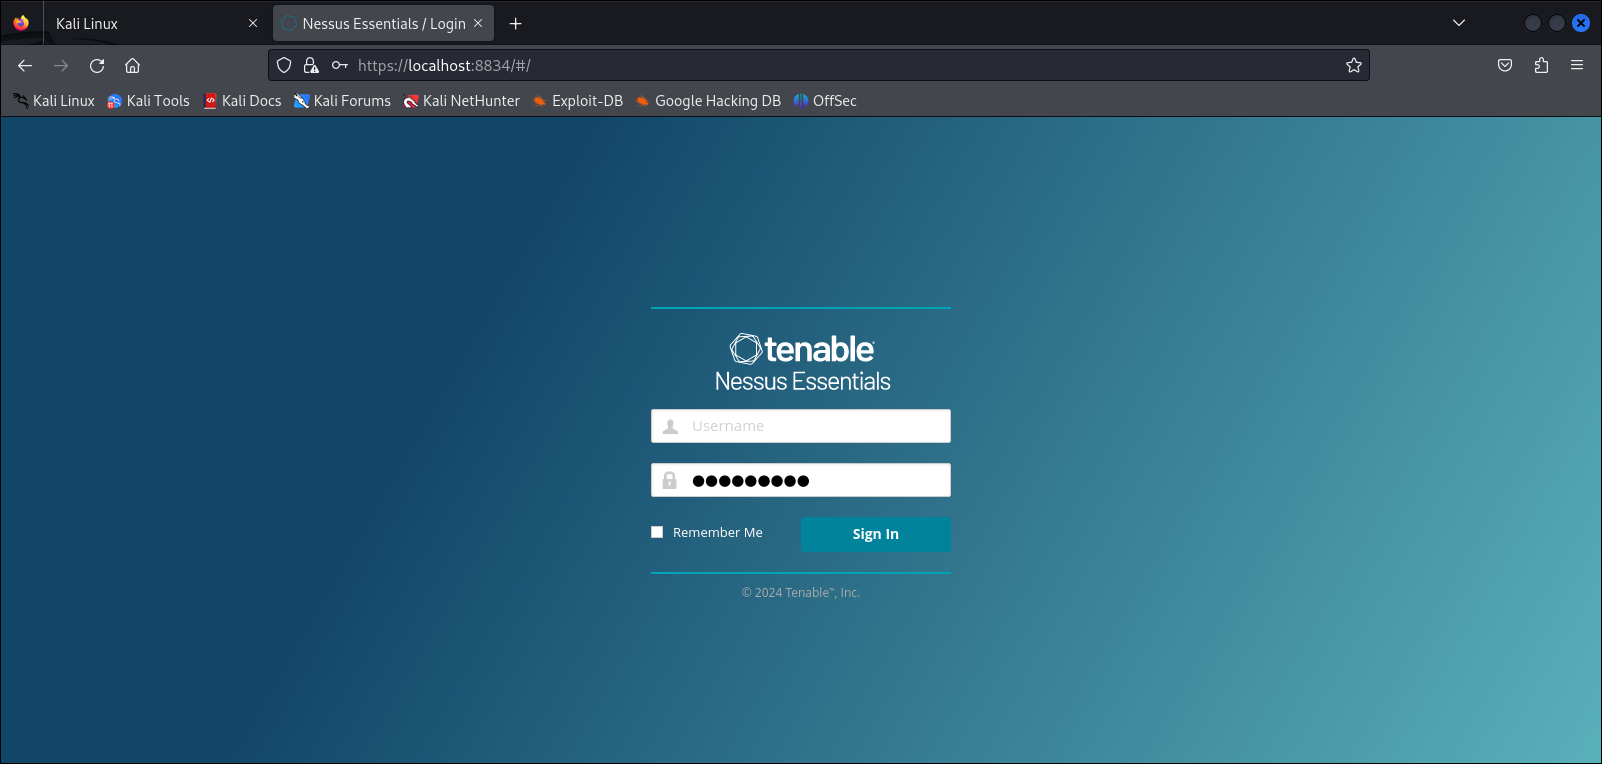 Kali Linux
Nessus Essentials / Login
https://localhost:8834/#/
Kali Linux Kali Tools Kali Docs Kali Forums Kali NetHunter Exploit-DB Google Hacking DB OffSec
tenable
Nessus Essentials
Username
Remember Me Sign In
© 2024 Tenable™, Inc.